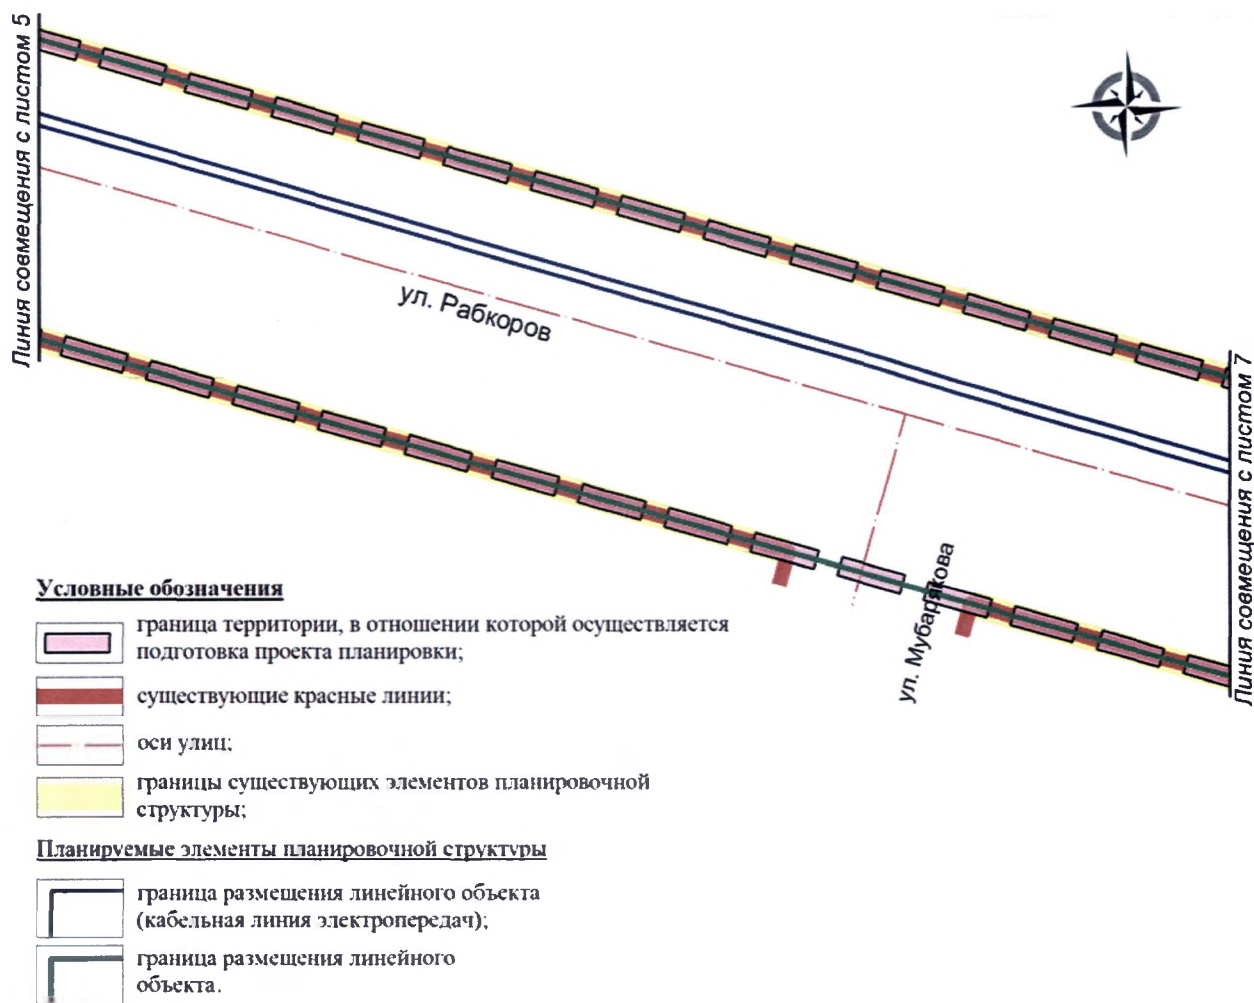 Линия совмещения с листом 5
ул. Рабкоров
ул. Мубарякова
Линия совмещения с листом 7
Условные обозначения
граница территории, в отношении которой осуществляется
подготовка проекта планировки;
существующие красные линии;
оси улиц;
границы существующих элементов планировочной
структуры;
Планируемые элементы планировочной структуры
граница размещения линейного объекта
(кабельная линия электропередач);
граница размещения линейного
объекта.